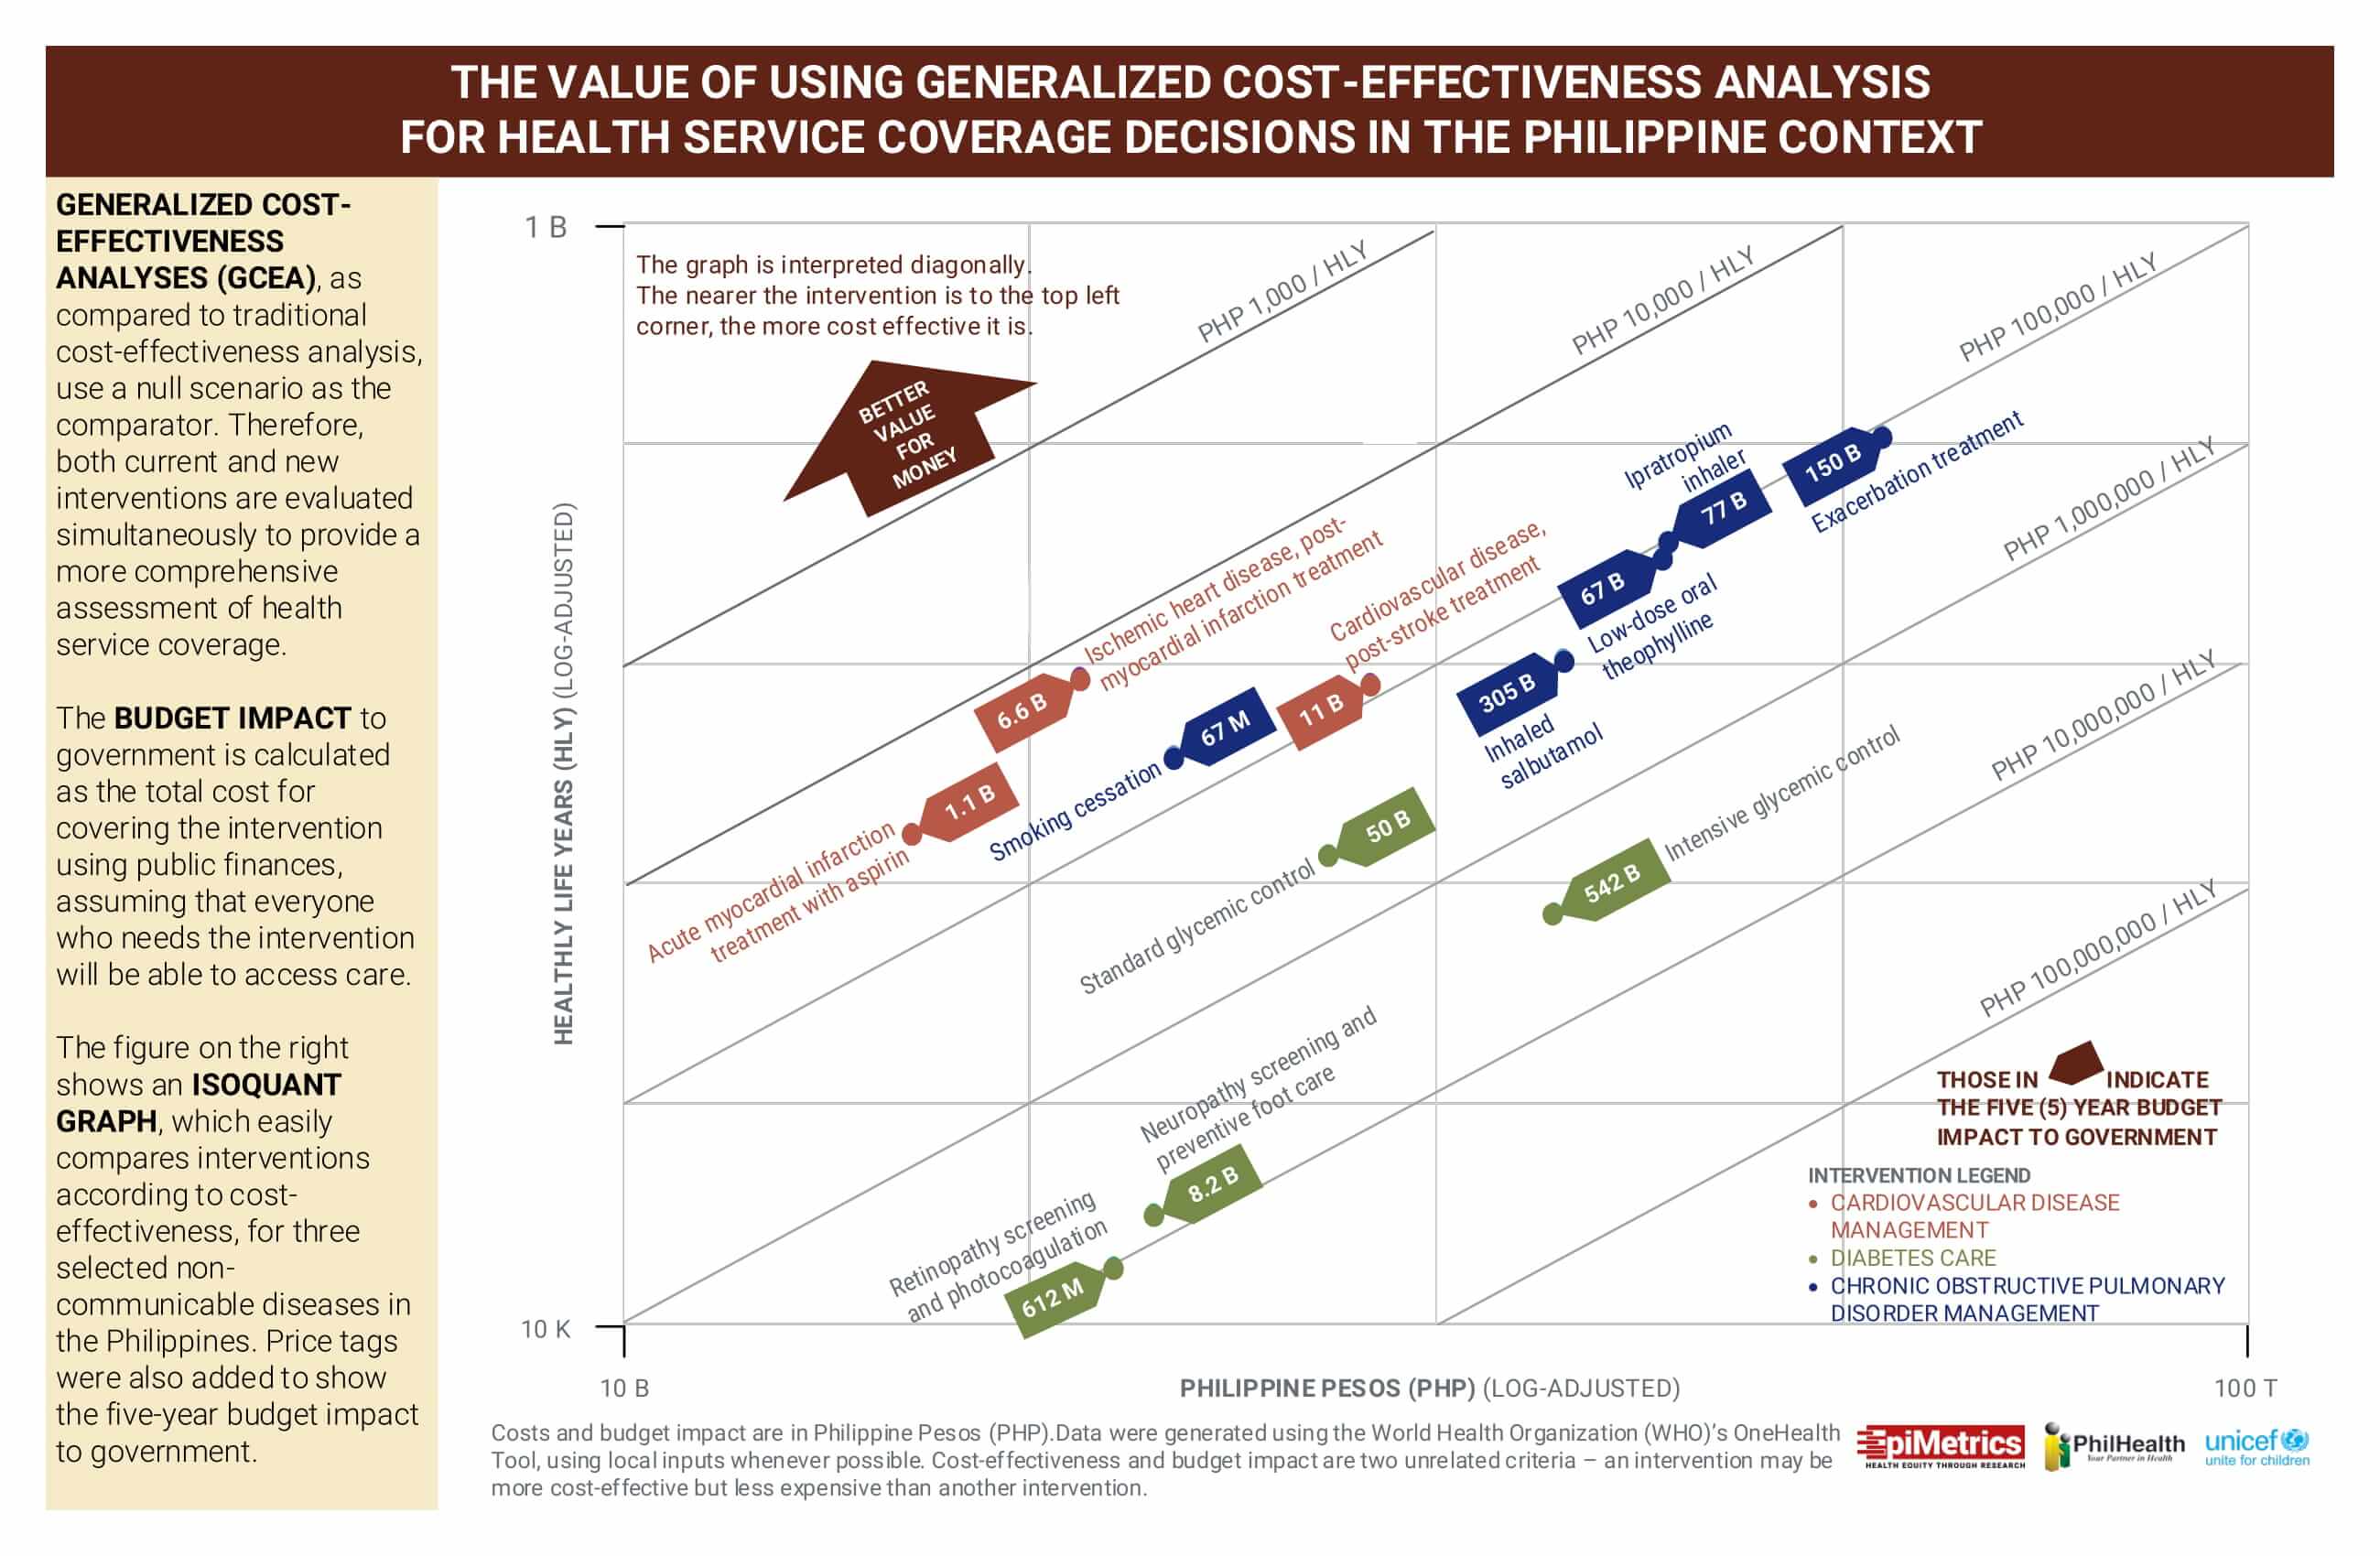 THE VALUE OF USING GENERALIZED COST-EFFECTIVENESS ANALYSIS
FOR HEALTH SERVICE COVERAGE DECISIONS IN THE PHILIPPINE CONTEXT
GENERALIZED COST-
EFFECTIVENESS
ANALYSES (GCEA), as
compared to traditional
cost-effectiveness analysis,
use a null scenario as the
comparator. Therefore,
both current and new
interventions are evaluated
simultaneously to provide a
more comprehensive
assessment of health
service coverage.
The BUDGET IMPACT to
government is calculated
as the total cost for
covering the intervention
using public finances,
assuming that everyone
who needs the intervention
will be able to access care.
The figure on the right
shows an ISOQUANT
GRAPH, which easily
compares interventions
according to cost-
effectiveness, for three
selected non-
communicable diseases in
the Philippines. Price tags
were also added to show
the five-year budget impact
to government.
1 B
The graph is interpreted diagonally.
The nearer the intervention is to the top left
corner, the more cost effective it is.
BETTER
VALUE
FOR
MONEY
PHP 1,000 / HLY
PHP 10,000 / HLY
PHP 100,000 / HLY
PHP 1,000,000 / HLY
PHP 10,000,000 / HLY
PHP 100,000,000 / HLY
HEALTHLY LIFE YEARS (HLY) (LOG-ADJUSTED)
150 B
Exacerbation treatment
Ipratropium
inhaler
77 B
67 B
Low-dose oral
theophylline
305 B
Inhaled
salbutamol
Ischemic heart disease, post-
myocardial infarction treatment
6.6 B
Cardiovascular disease,
post-stroke treatment
11 B
67 M
Smoking cessation
1.1 B
Acute myocardial infarction
treatment with aspirin
50 B
Standard glycemic control
542 B
Intensive glycemic control
Neuropathy screening and
preventive foot care
8.2 B
Retinopathy screening
and photocoagulation
612 M
THOSE IN INDICATE
THE FIVE (5) YEAR BUDGET
IMPACT TO GOVERNMENT
INTERVENTION LEGEND
• CARDIOVASCULAR DISEASE
MANAGEMENT
• DIABETES CARE
• CHRONIC OBSTRUCTIVE PULMONARY
DISORDER MANAGEMENT
10 K
10 B
PHILIPPINE PESOS (PHP) (LOG-ADJUSTED)
100 T
Costs and budget impact are in Philippine Pesos (PHP).Data were generated using the World Health Organization (WHO)'s OneHealth
Tool, using local inputs whenever possible. Cost-effectiveness and budget impact are two unrelated criteria – an intervention may be
more cost-effective but less expensive than another intervention.
EpiMetrics
HEALTH EQUITY THROUGH RESEARCH
PhilHealth
Your Partner in Health
unicef
unite for children